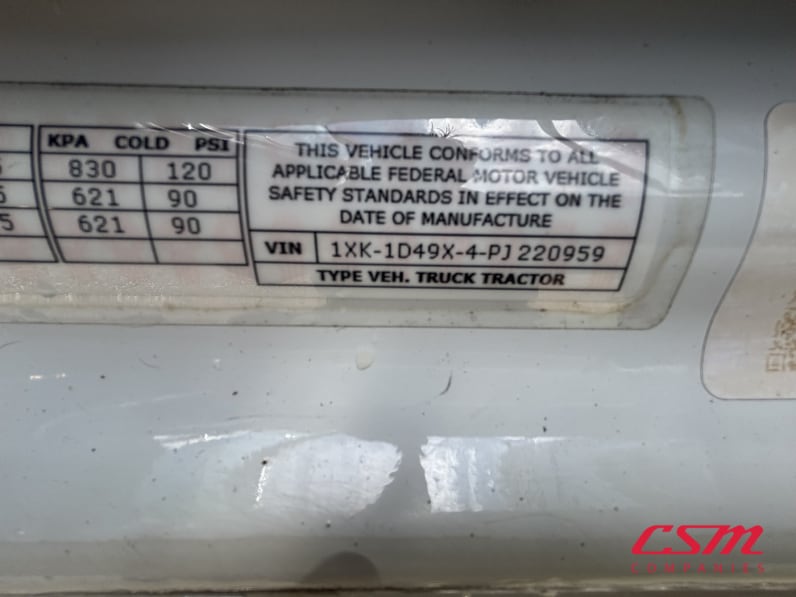 KPA COLD PSI
830 120
621 90
5 621 90
THIS VEHICLE CONFORMS TO ALL
APPLICABLE FEDERAL MOTOR VEHICLE
SAFETY STANDARDS IN EFFECT ON THE
DATE OF MANUFACTURE
VIN 1XK-1D49X-4-PJ 220959
TYPE VEH. TRUCK TRACTOR
CSM
COMPANIES